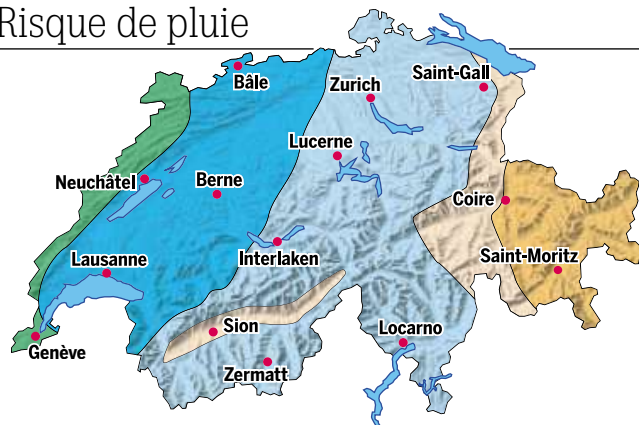 Risque de pluie
Bâle
Zurich
Saint-Gall
Lucerne
Neuchâtel
Berne
Coire
Lausanne
Interlaken
Saint-Moritz
Sion
Locarno
Genève
Zermatt